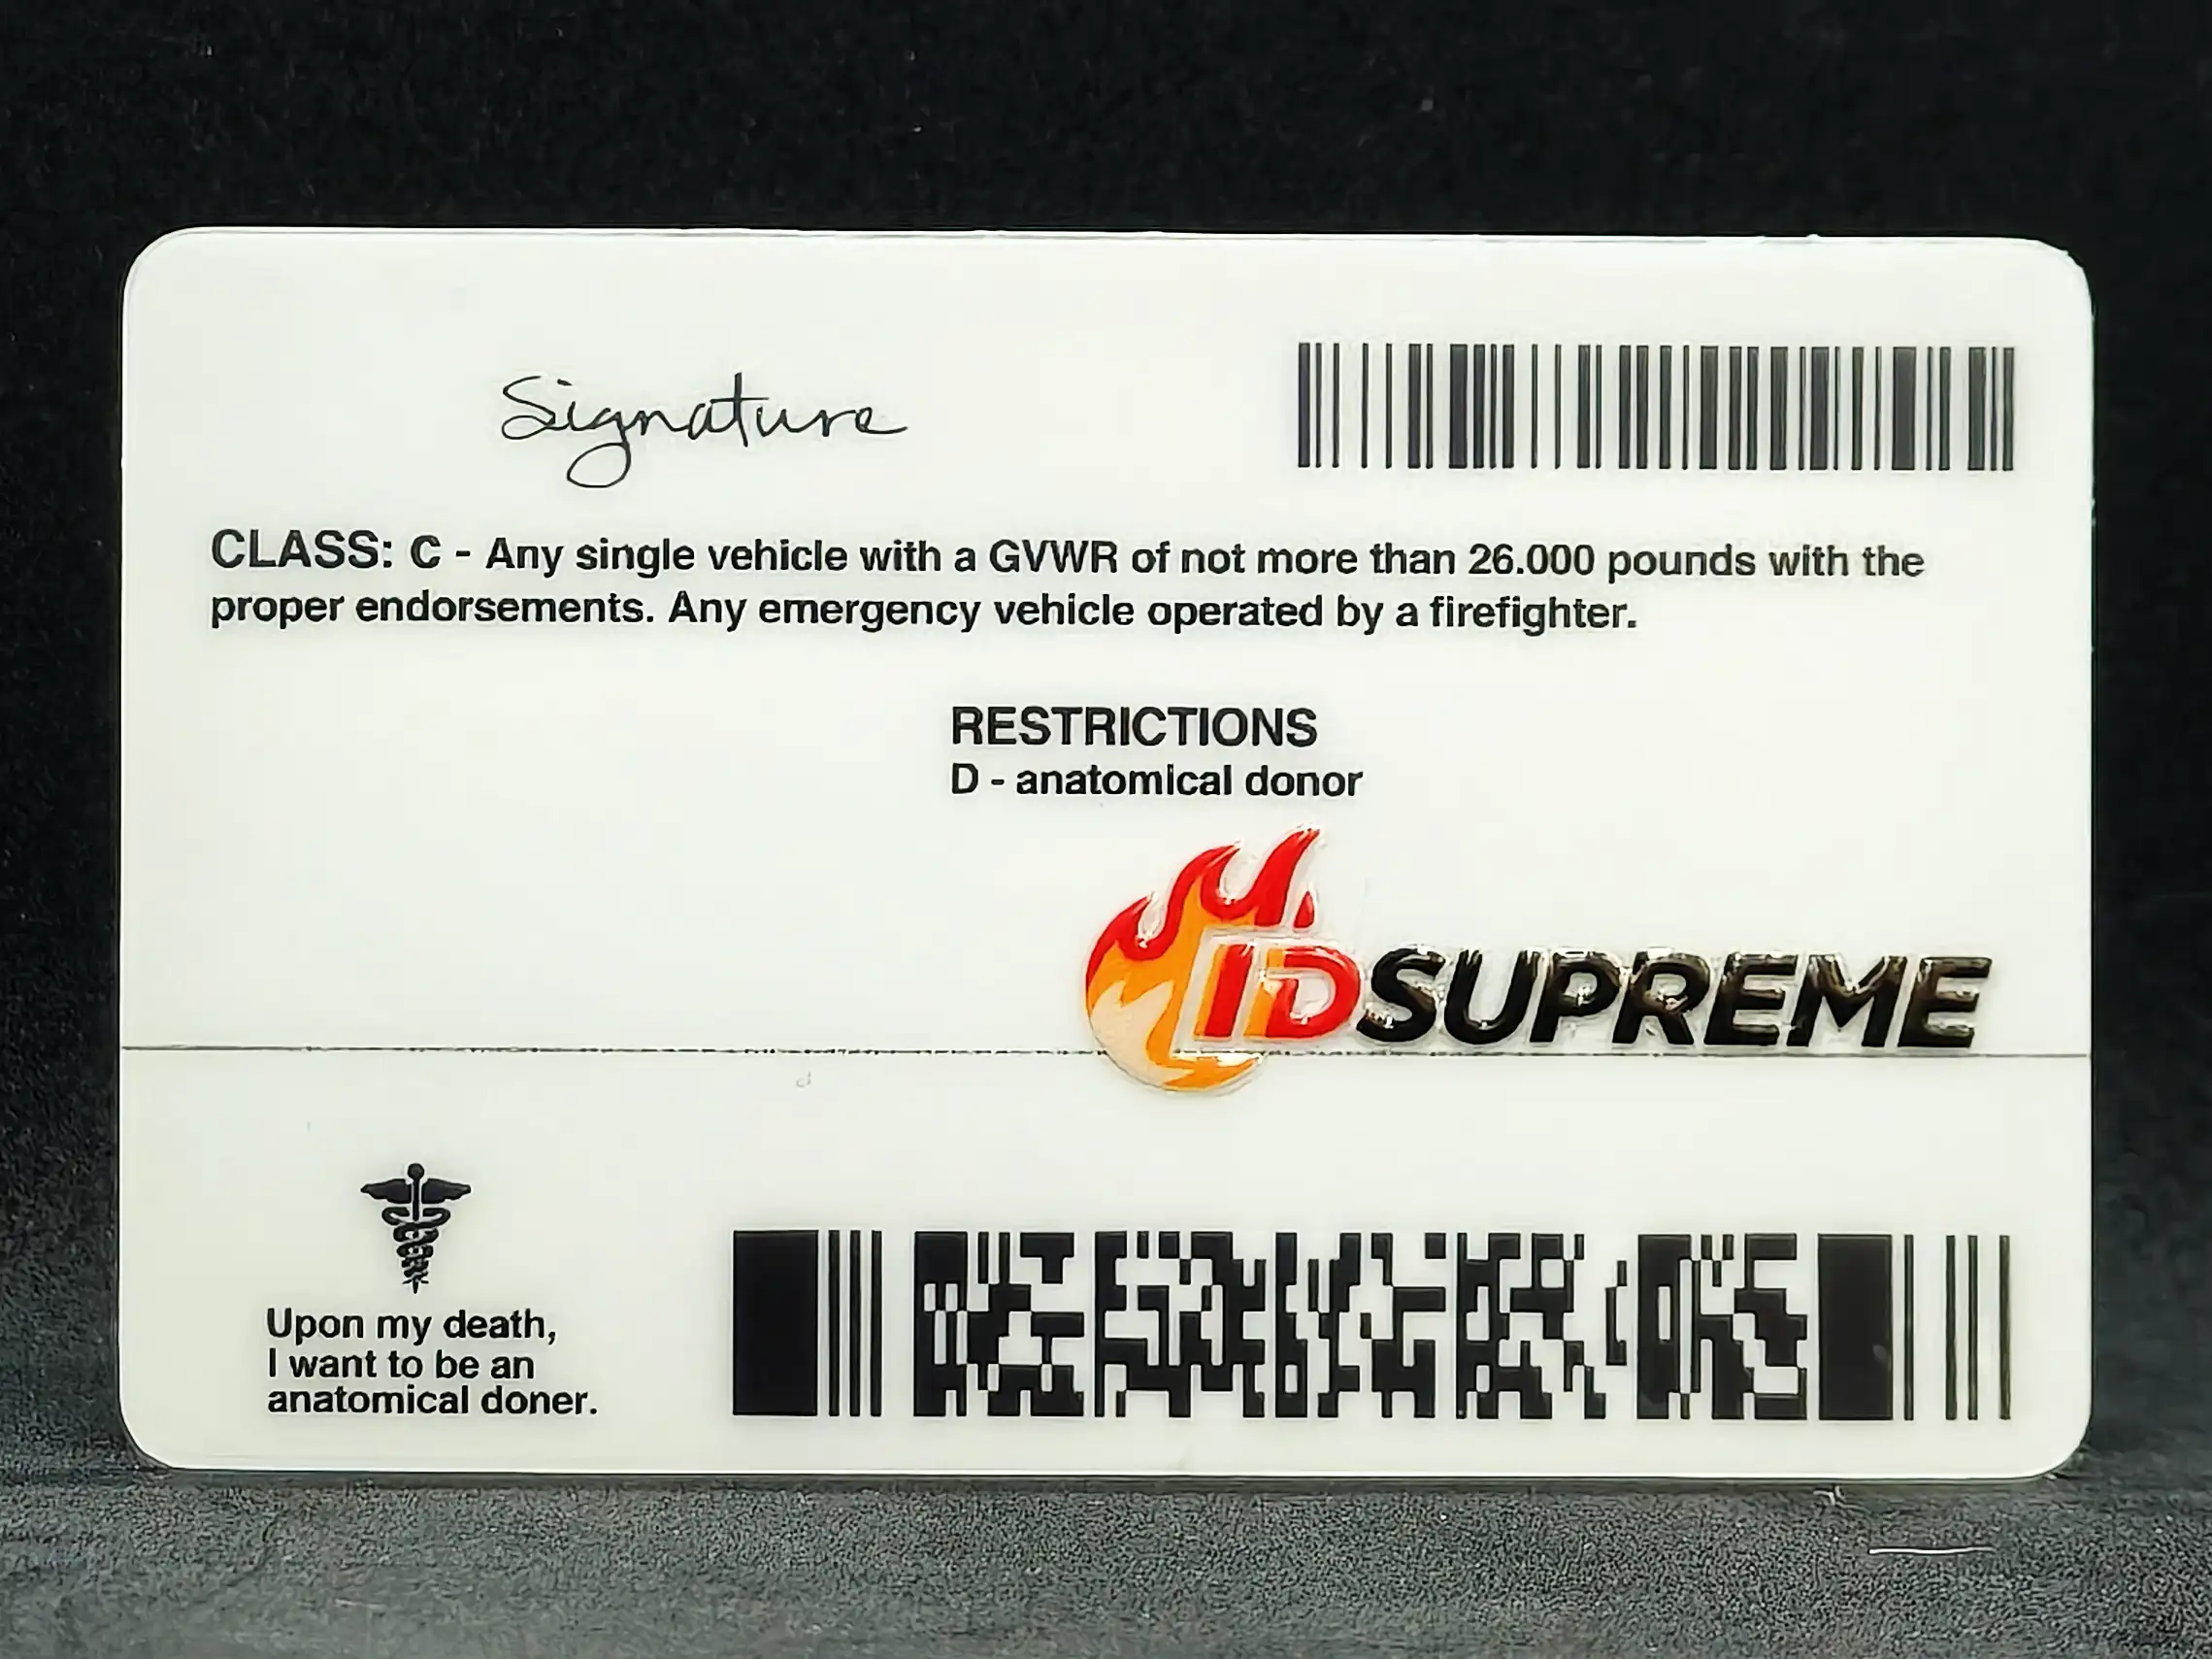 Signature
CLASS: C - Any single vehicle with a GVWR of not more than 26.000 pounds with the
proper endorsements. Any emergency vehicle operated by a firefighter.
RESTRICTIONS
D - anatomical donor
IDSUPREME
Upon my death,
I want to be an
anatomical doner.